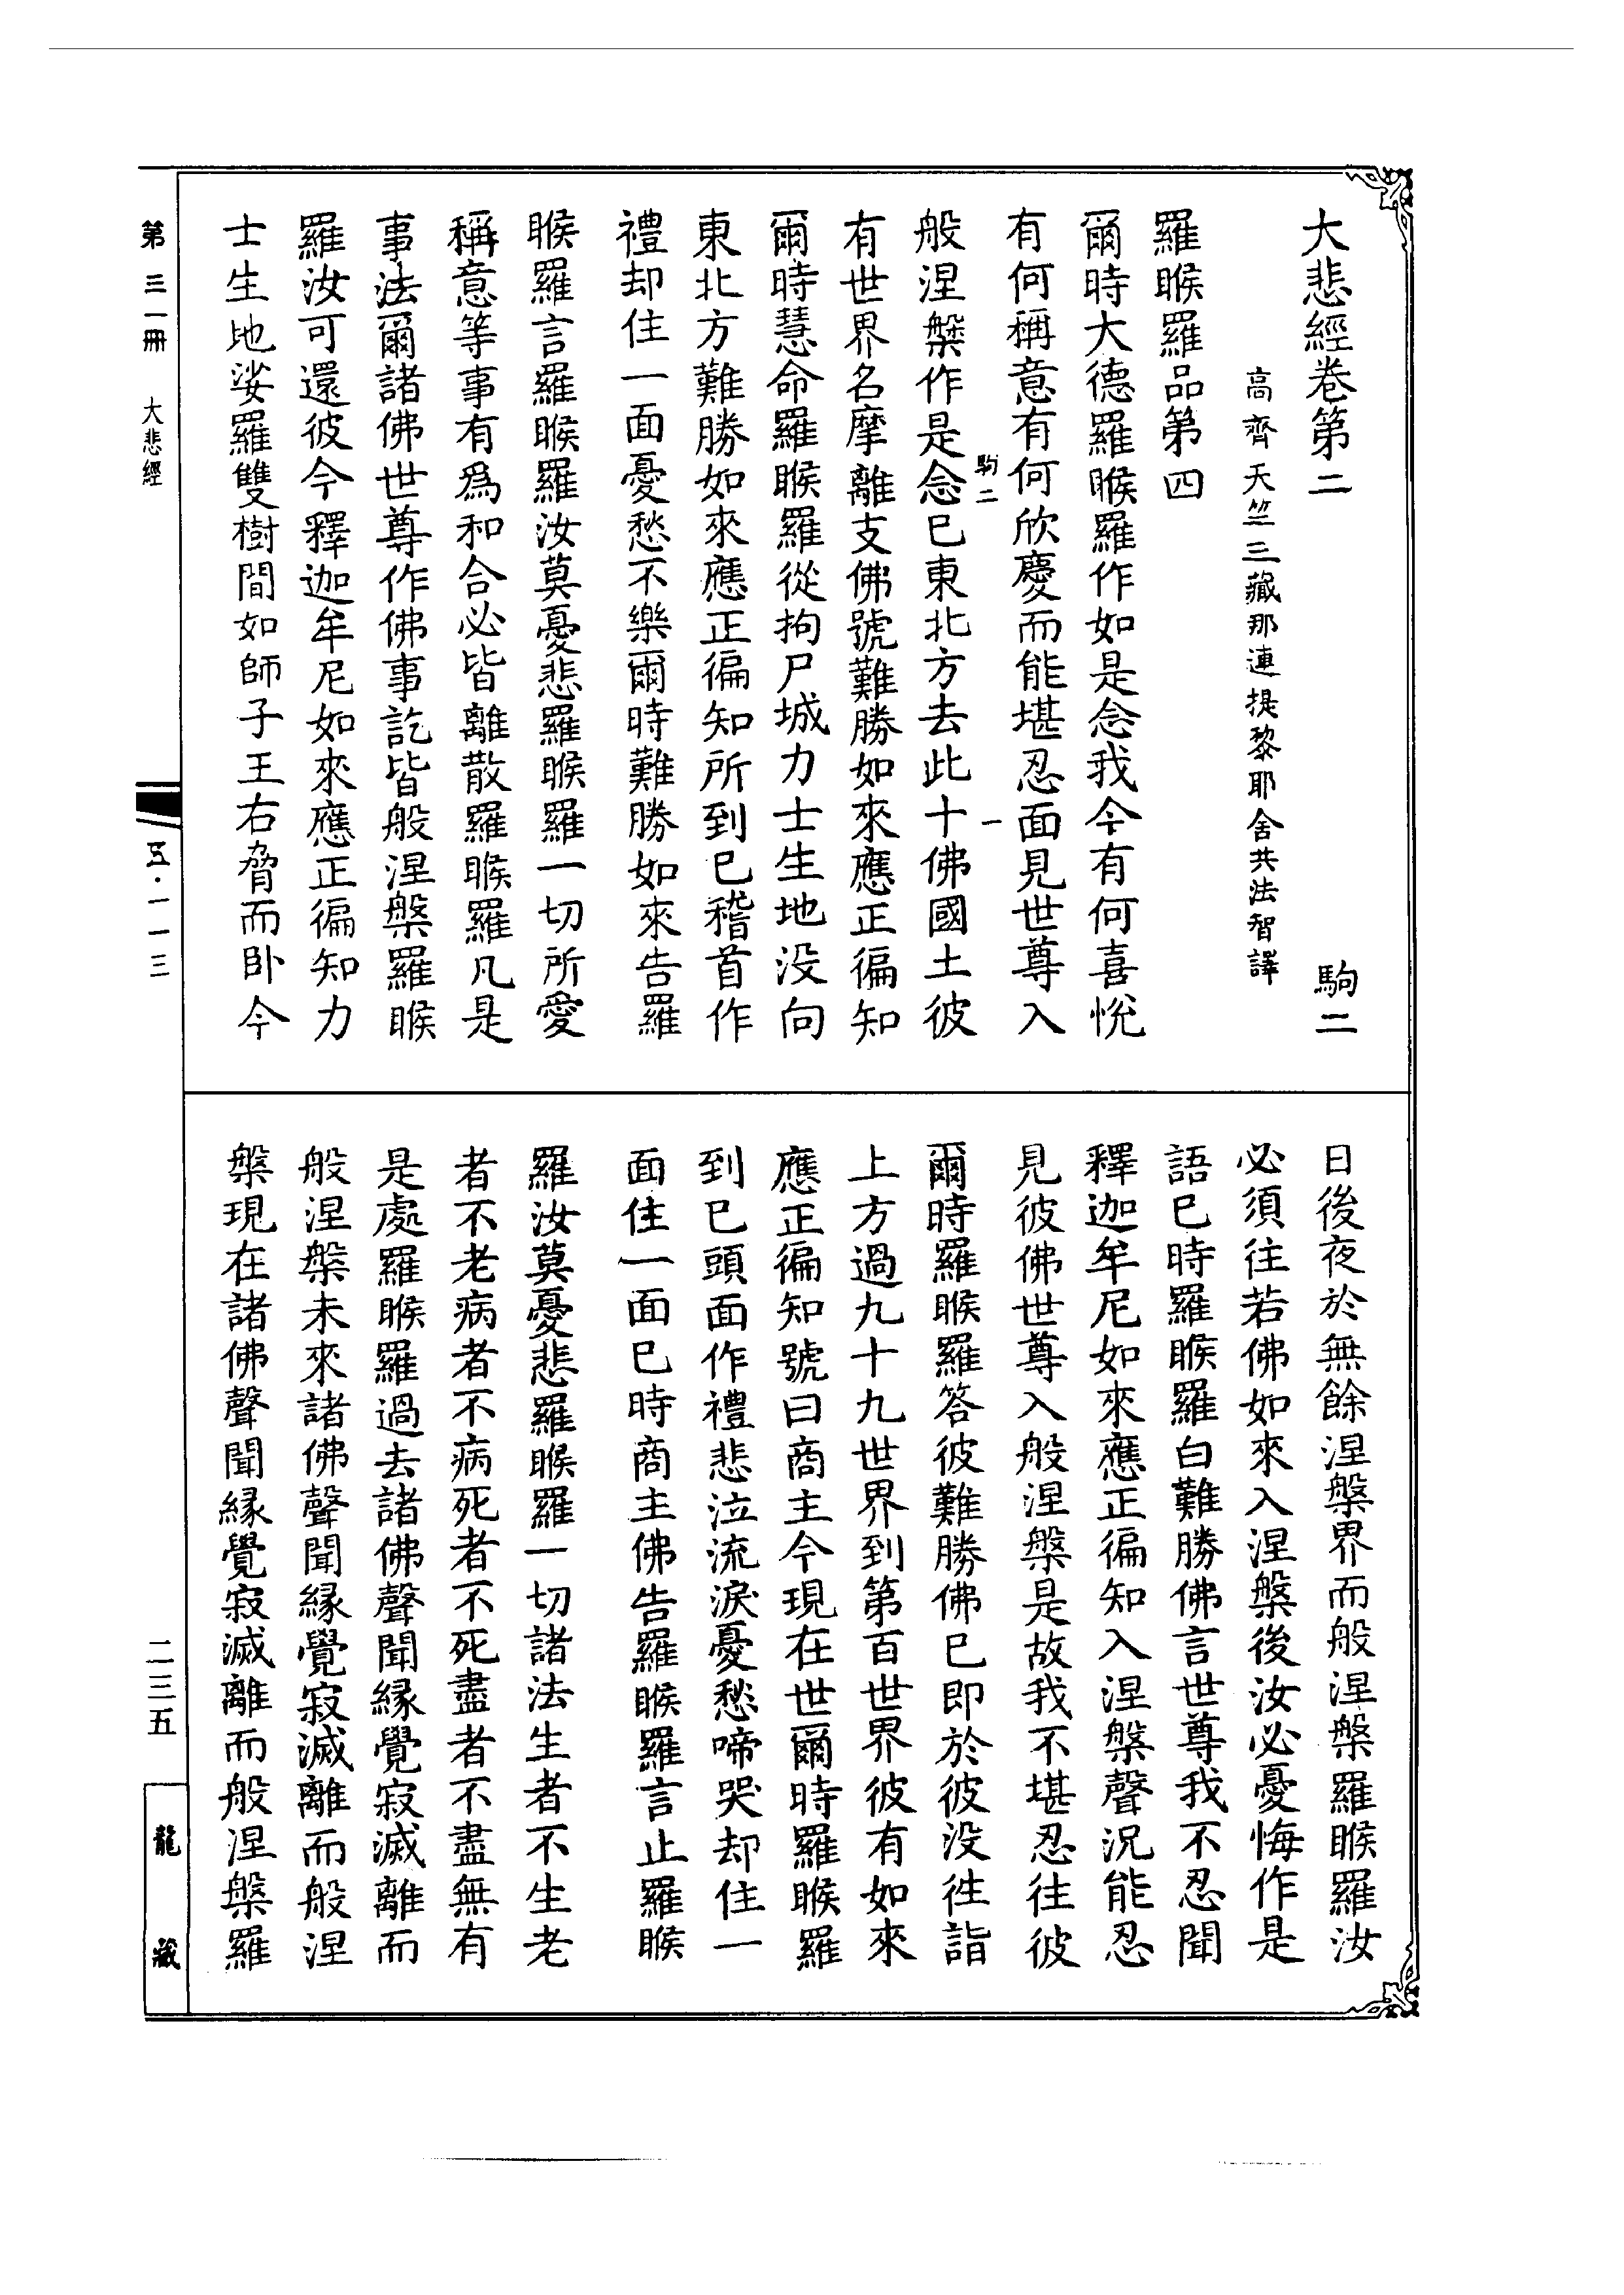 大悲經卷第二　駒二
高齊天竺三藏那連提黎耶舍共法智譯
羅睺羅品第四
爾時大德羅睺羅作如是念我今有何喜悅
有何稱意有何欣慶而能堪忍面見世尊入
駒二　一
般涅槃作是念已東北方去此十佛國土彼
有世界名摩離支佛號難勝如來應正徧知
爾時慧命羅睺羅從拘尸城力士生地没向
東北方難勝如來應正徧知所到已稽首作
禮却住一面憂愁不樂爾時難勝如來告羅
睺羅言羅睺羅汝莫憂悲羅睺羅一切所愛
稱意等事有爲和合必皆離散羅睺羅凡是
事法爾諸佛世尊作佛事訖皆般涅槃羅睺
羅汝可還彼今釋迦牟尼如來應正徧知力
士生地娑羅雙樹間如師子王右脅而卧今
日後夜於無餘涅槃界而般涅槃羅睺羅汝
必須往若佛如來入涅槃後汝必憂悔作是
語已時羅睺羅白難勝佛言世尊我不忍聞
釋迦牟尼如來應正徧知入涅槃聲況能忍
見彼佛世尊入般涅槃是故我不堪忍往彼
爾時羅睺羅答彼難勝佛已即於彼没徃詣
上方過九十九世界到第百世界彼有如來
應正徧知號曰商主今現在世爾時羅睺羅
到已頭面作禮悲泣流淚憂愁啼哭却住一
面住一面已時商主佛告羅睺羅言止羅睺
羅汝莫憂悲羅睺羅一切諸法生者不生老
者不老病者不病死者不死盡者不盡無有
是處羅睺羅過去諸佛聲聞緣覺寂滅離而
般涅槃未來諸佛聲聞緣覺寂滅離而般涅
槃現在諸佛聲聞緣覺寂滅離而般涅槃羅
第三一冊　大悲經
五·一一三
二三五
龍藏